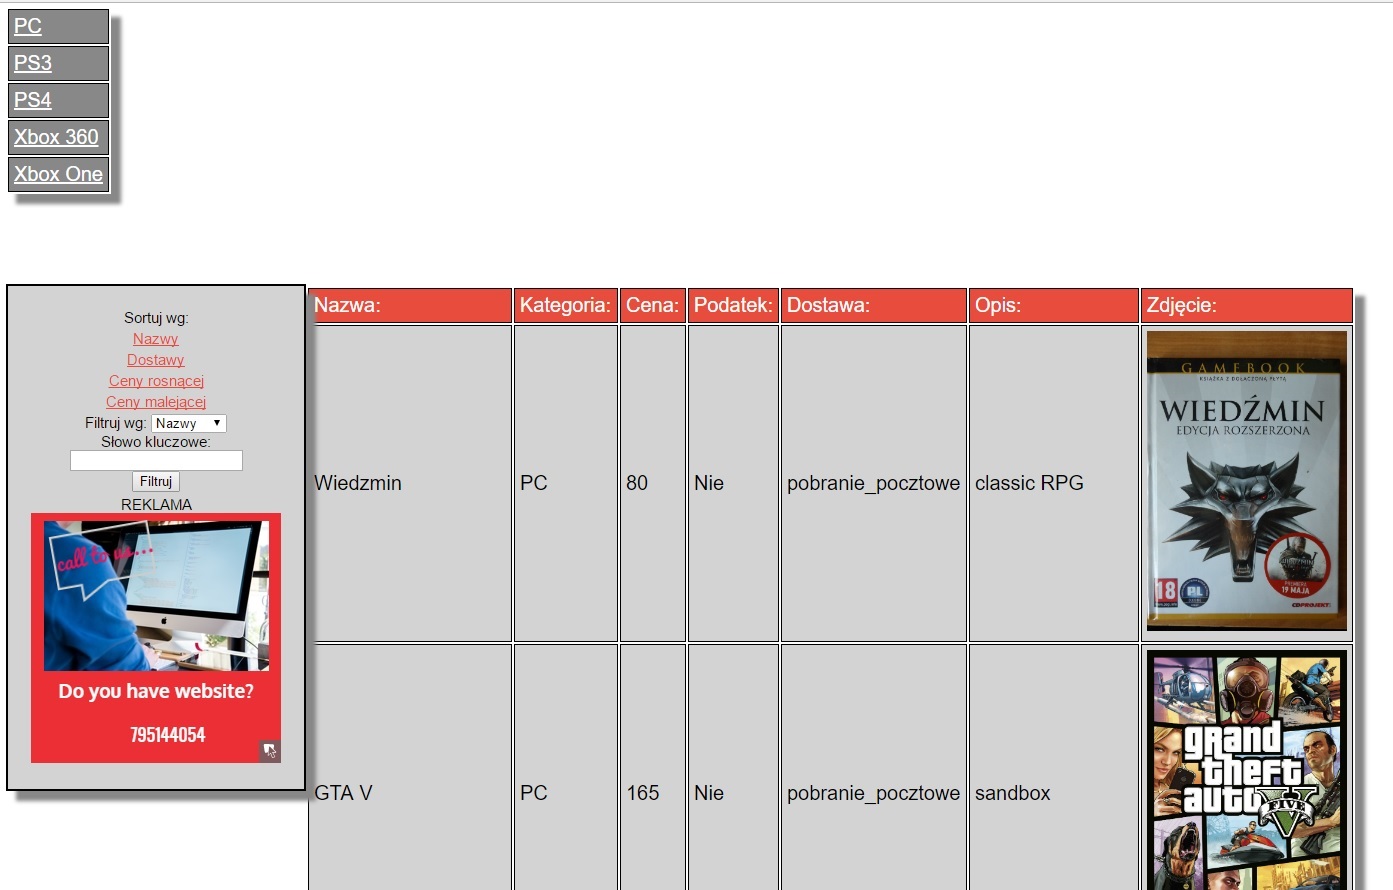 PC
PS3
PS4
Xbox 360
Xbox One
Sortuj wg:
Nazwy
Dostawy
Ceny rosnącej
Ceny malejącej
Filtruj wg: Nazwy
Słowo kluczowe:
Filtruj
REKLAMA
call to us...
Do you have website?
795144054
Nazwa: Kategoria: Cena: Podatek: Dostawa: Opis: Zdjęcie:
Wiedzmin PC 80 Nie pobranie_pocztowe classic RPG
GAMEBOOK
KSIĄŻKA Z DOŁĄCZONĄ PŁYTĄ
WIEDŹMIN
EDYCJA ROZSZERZONA
PREMIERA
19 MAJA
18
PL
CDPROJEKT
GTA V PC 165 Nie pobranie_pocztowe sandbox
grand
theft
auto
V
FIVE